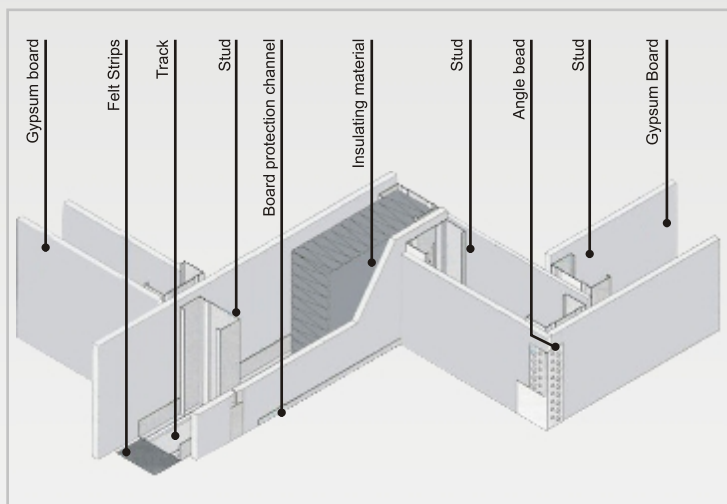 Gypsum board
Felt Strips
Track
Stud
Board protection channel
Insulating material
Stud
Angle bead
Stud
Gypsum Board